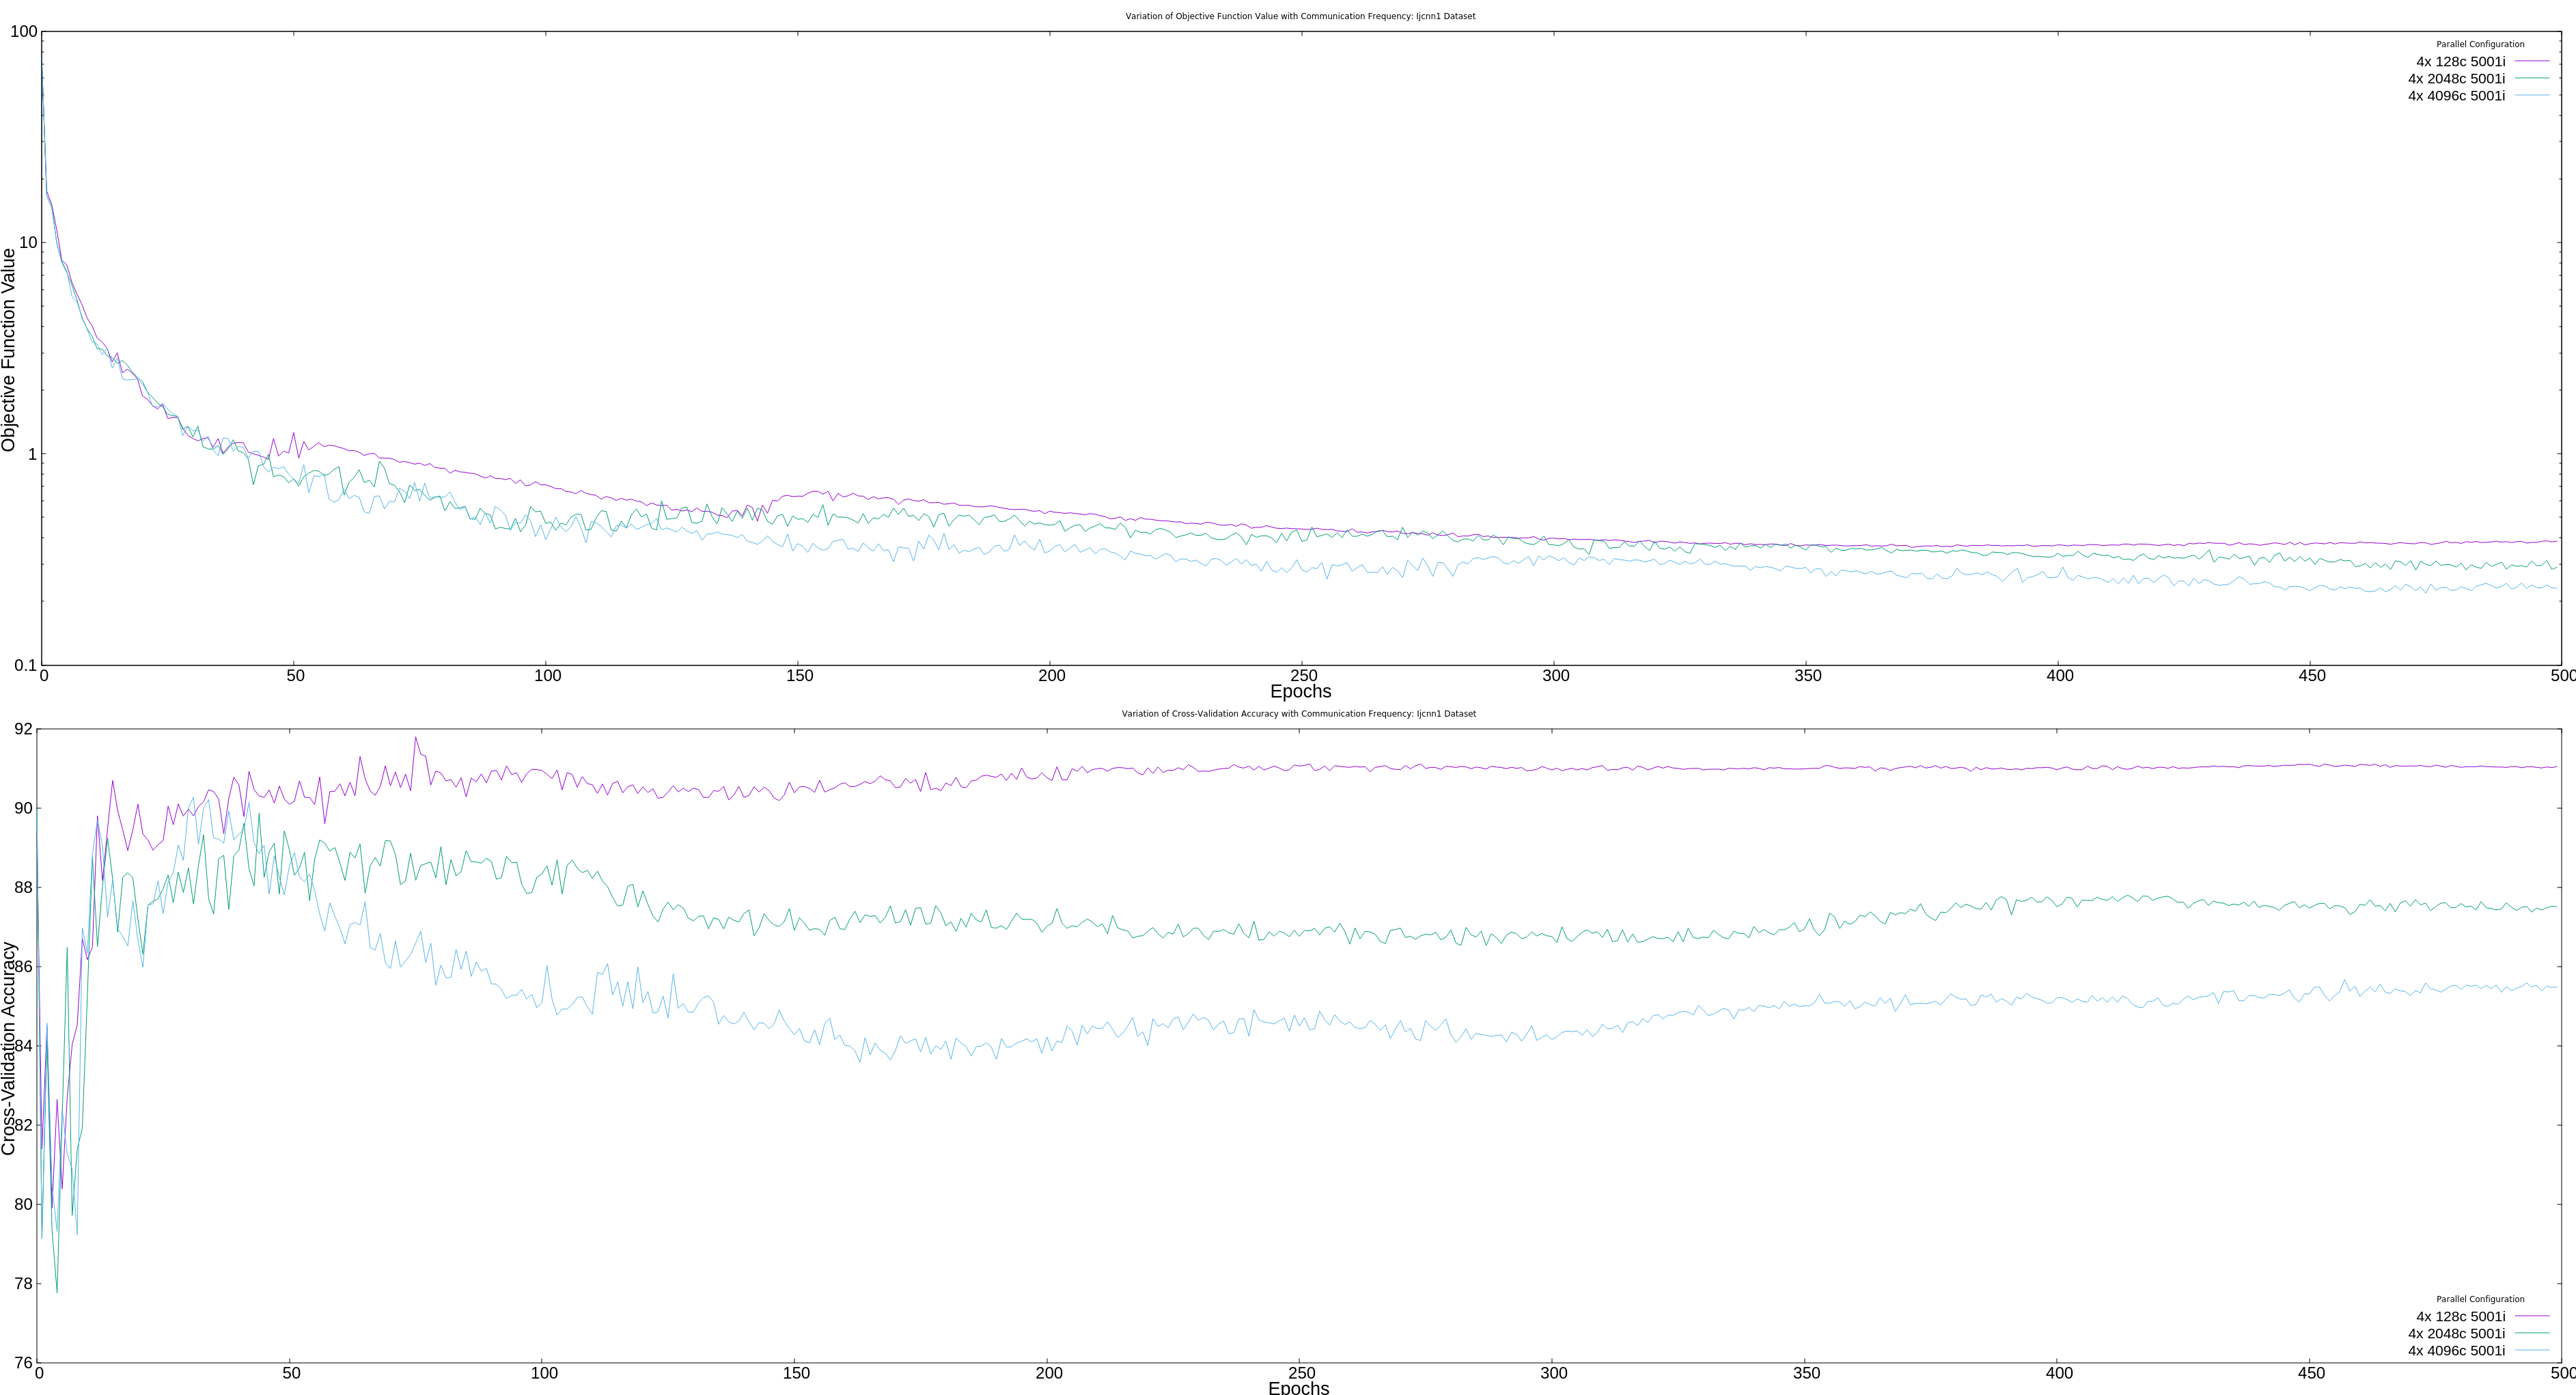 Variation of Objective Function Value with Communication Frequency: Ijcnn1 Dataset
100
10
1
0.1
Objective Function Value
Parallel Configuration
4x 128c 5001i
4x 2048c 5001i
4x 4096c 5001i
0 50 100 150 200 250 300 350 400 450 500
Epochs
Variation of Cross-Validation Accuracy with Communication Frequency: Ijcnn1 Dataset
92
90
88
86
84
82
80
78
76
Cross-Validation Accuracy
Parallel Configuration
4x 128c 5001i
4x 2048c 5001i
4x 4096c 5001i
0 50 100 150 200 250 300 350 400 450 500
Epochs